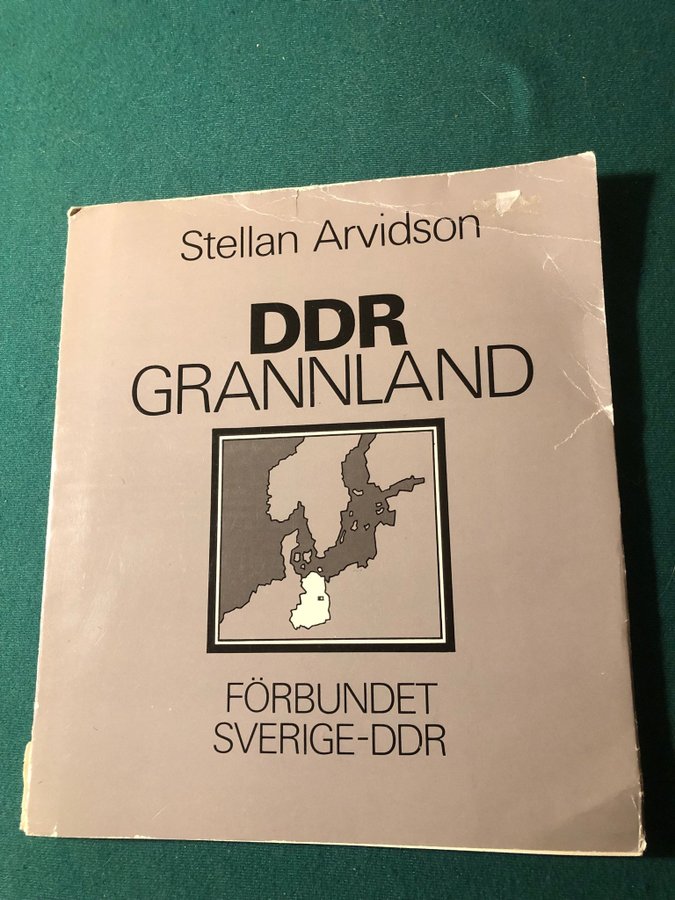 Stellan Arvidson
DDR
GRANNLAND
FÖRBUNDET
SVERIGE-DDR